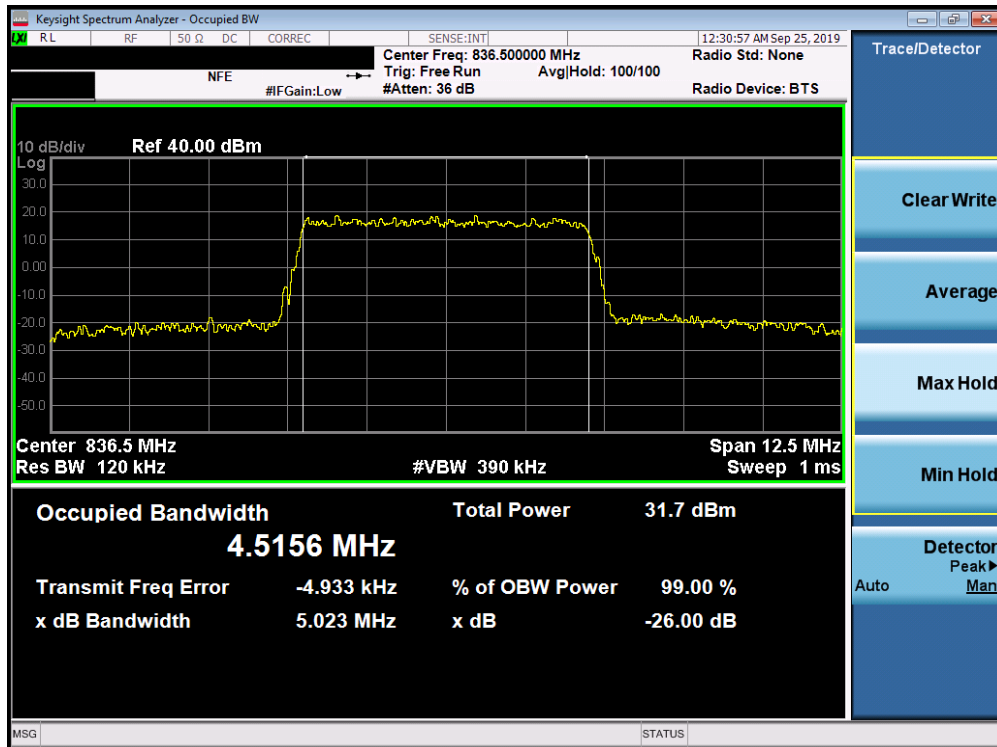 Keysight Spectrum Analyzer - Occupied BW
LXI RL RF 50 Ω DC CORREC SENSE:INT 12:30:57 AM Sep 25, 2019
Center Freq: 836.500000 MHz Radio Std: None
NFE Trig: Free Run Avg|Hold: 100/100
#IFGain:Low #Atten: 36 dB Radio Device: BTS
Trace/Detector
10 dB/div Ref 40.00 dBm
Log
30.0
20.0
10.0
0.00
-10.0
-20.0
-30.0
-40.0
-50.0
Center 836.5 MHz Span 12.5 MHz
Res BW 120 kHz #VBW 390 kHz Sweep 1 ms
Occupied Bandwidth Total Power 31.7 dBm
4.5156 MHz
Transmit Freq Error -4.933 kHz % of OBW Power 99.00 %
x dB Bandwidth 5.023 MHz x dB -26.00 dB
Clear Write
Average
Max Hold
Min Hold
Detector
Peak▶
Auto Man
MSG STATUS